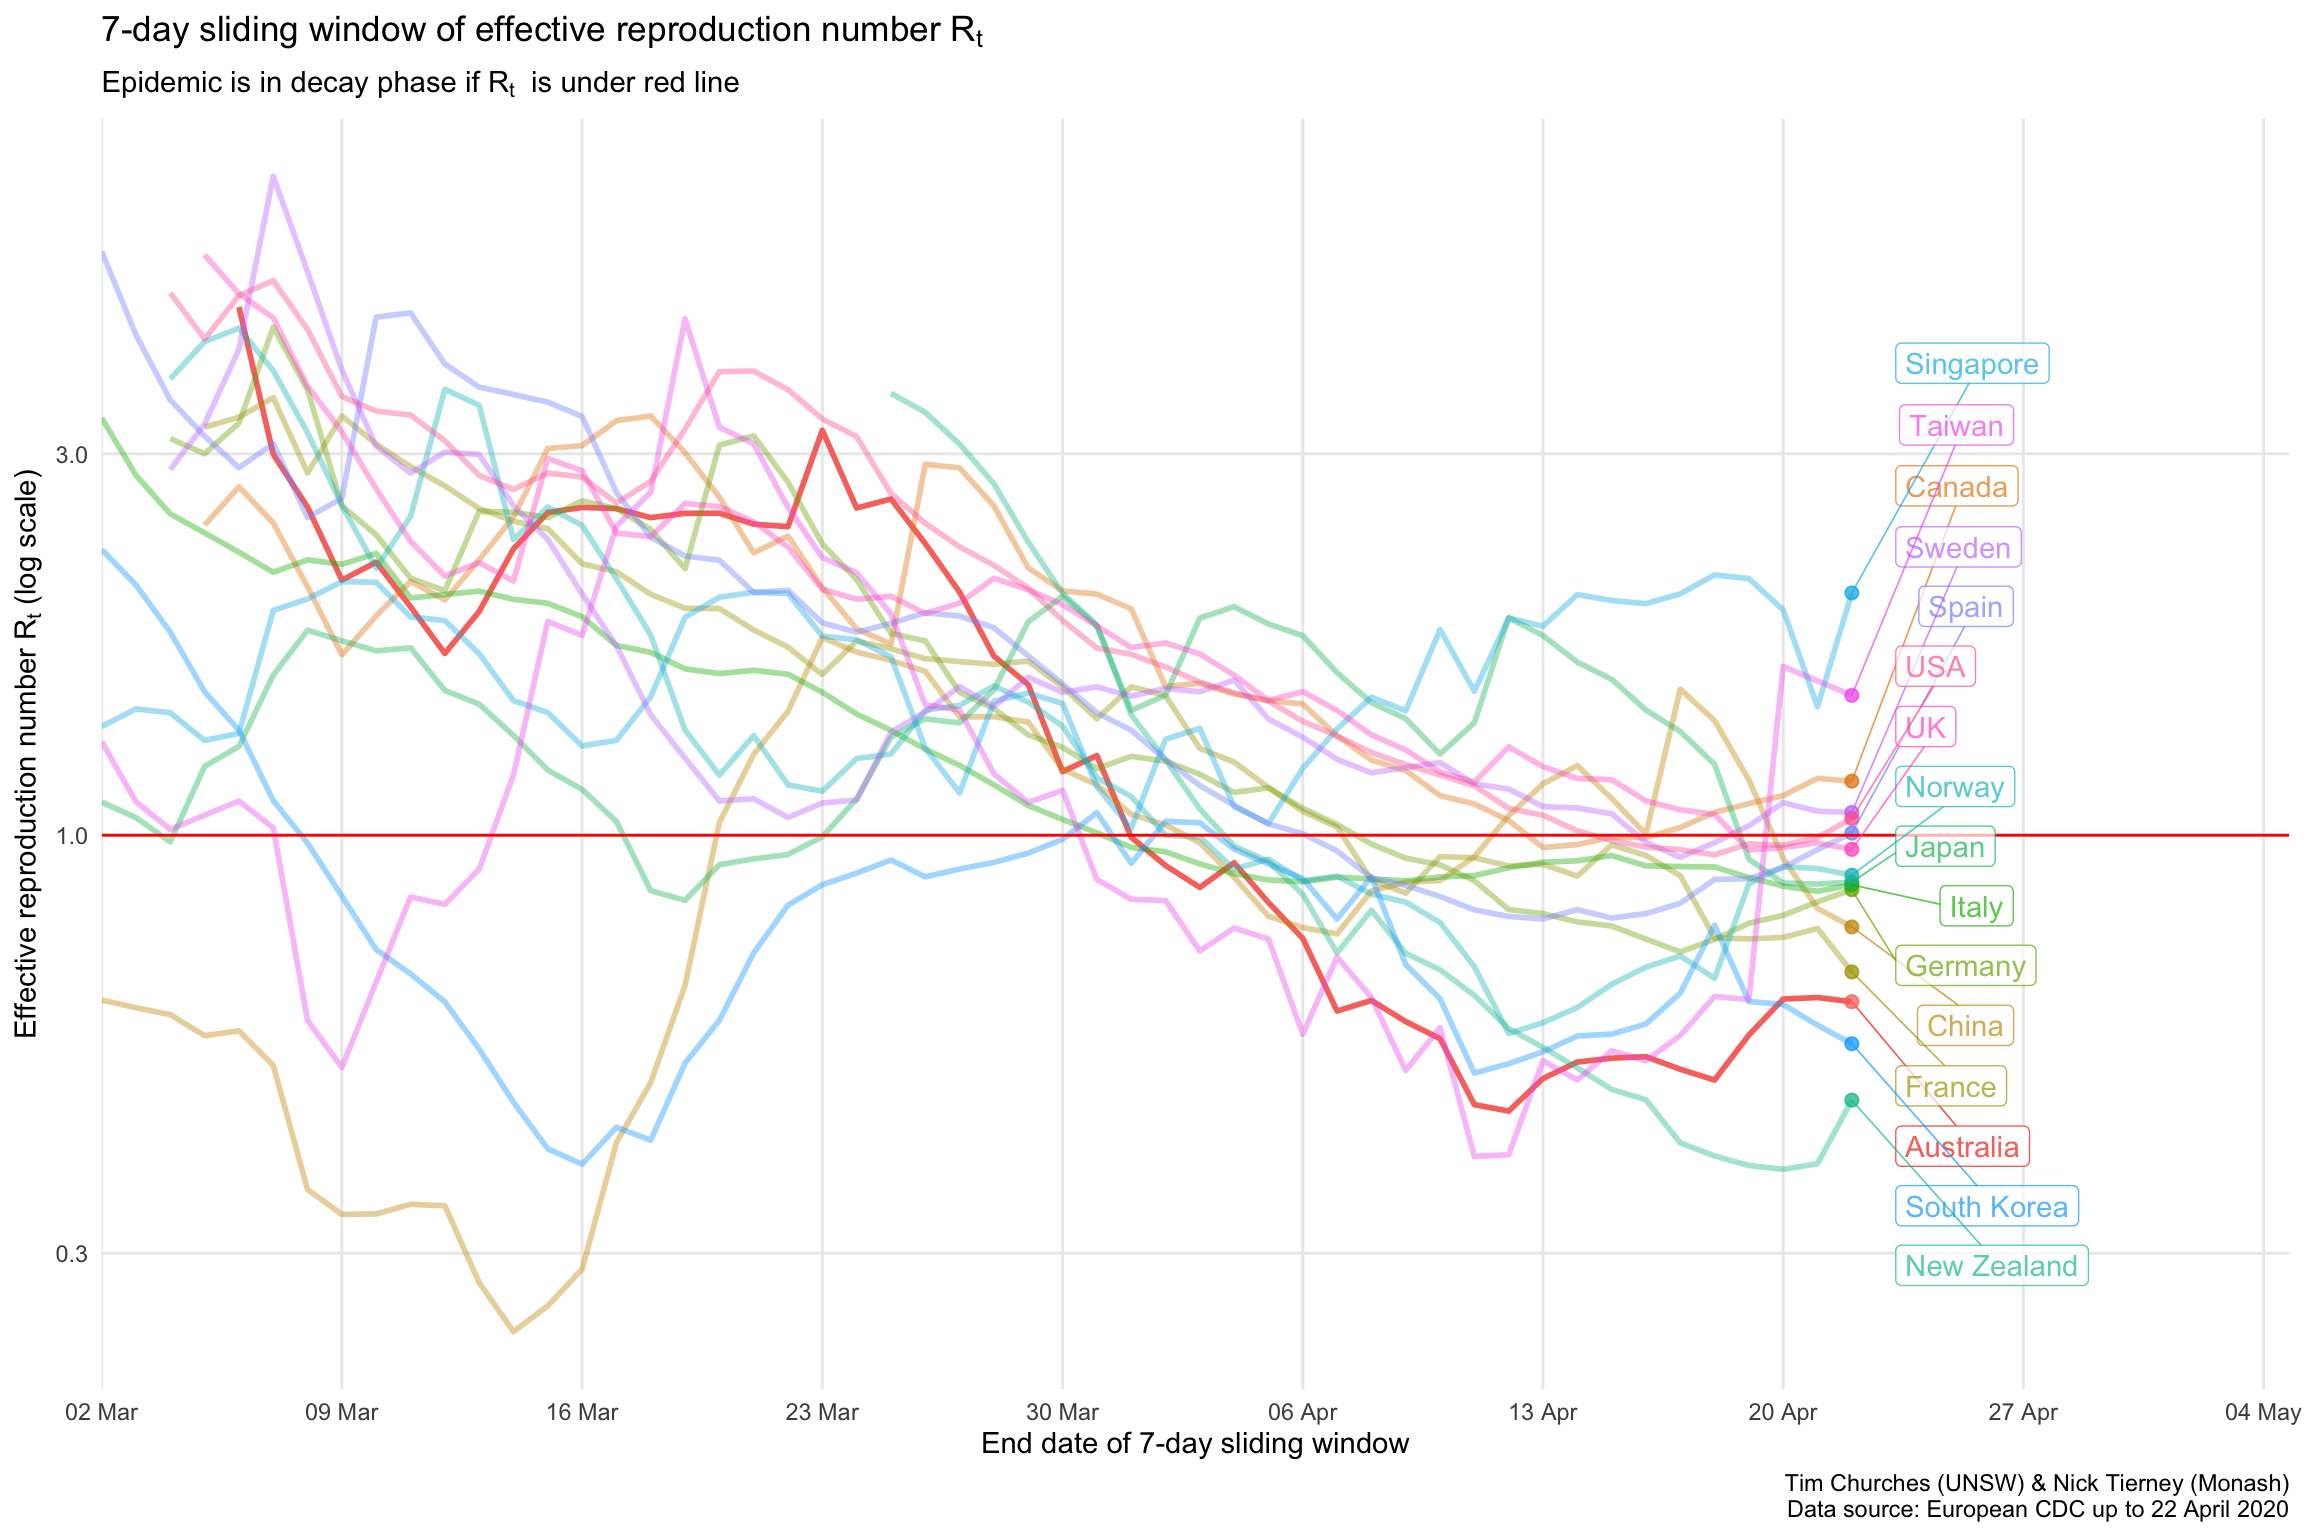 7-day sliding window of effective reproduction number Rt
Epidemic is in decay phase if Rt is under red line
Effective reproduction number Rt (log scale)
3.0
1.0
0.3
Singapore
Taiwan
Canada
Sweden
Spain
USA
UK
Norway
Japan
Italy
Germany
China
France
Australia
South Korea
New Zealand
02 Mar 09 Mar 16 Mar 23 Mar 30 Mar 06 Apr 13 Apr 20 Apr 27 Apr 04 May
End date of 7-day sliding window
Tim Churches (UNSW) & Nick Tierney (Monash)
Data source: European CDC up to 22 April 2020